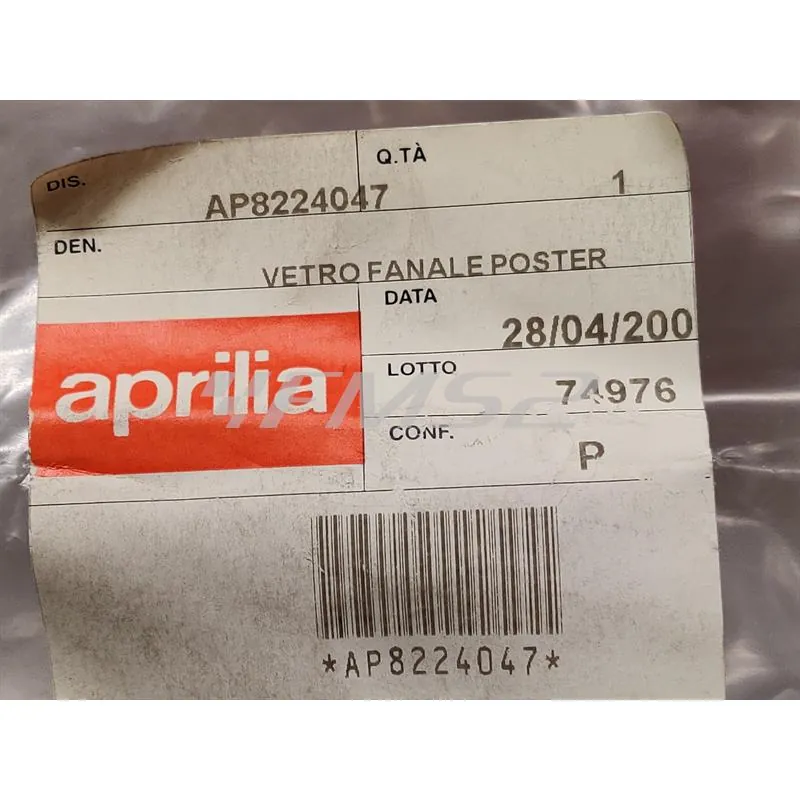 DIS.
Q.TÀ
AP8224047
1
DEN.
VETRO FANALE POSTER
DATA
28/04/200
aprilia
LOTTO
74976
CONF.
P
*AP8224047*